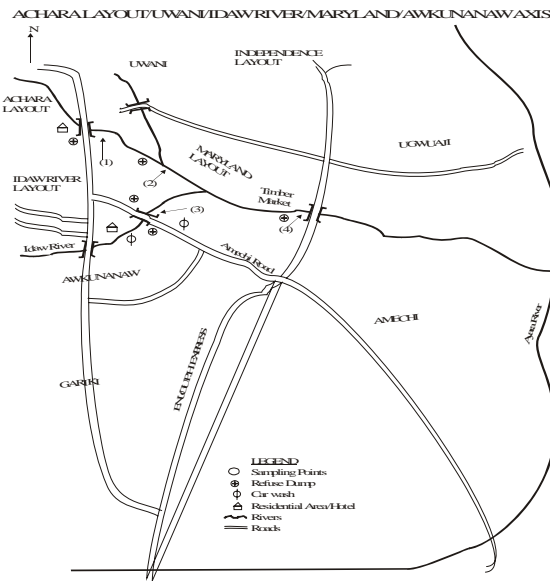 ACHARA LAYOUT/UWANI/IDAW RIVER/MARYLAND/AWKUNANAW AXIS
N
INDEPENDENCE
LAYOUT
UWANI
ACHARA
LAYOUT
(1)
MARYLAND
LAYOUT
UGWUAJI
(2)
IDAW RIVER
LAYOUT
Timber
Market
(3)
(4)
Idaw River
Amechi Road
AWKUNANAW
AMECHI
Ayara River
ENUGU PH EXPRESS
GARIKI
LEGEND
Sampling Points
Refuse Dump
Car wash
Residential Area/Hotel
Rivers
Roads